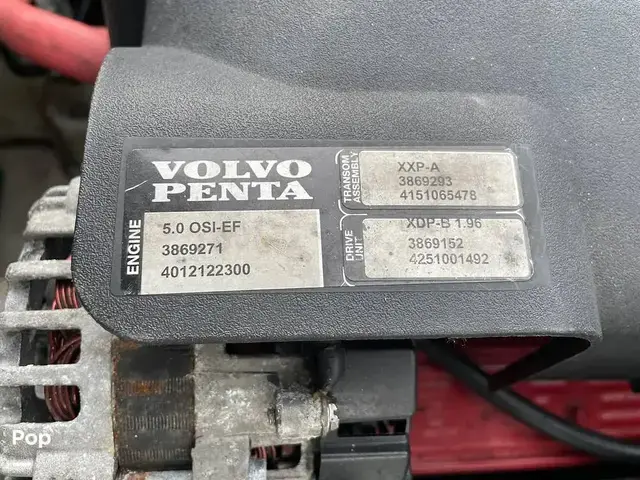 VOLVO
PENTA
ENGINE
5.0 OSI-EF
3869271
4012122300
TRANSOM
ASSEMBLY
XXP-A
3869293
4151065478
DRIVE
UNIT
XDP-B 1.96
3869152
4251001492
Pop